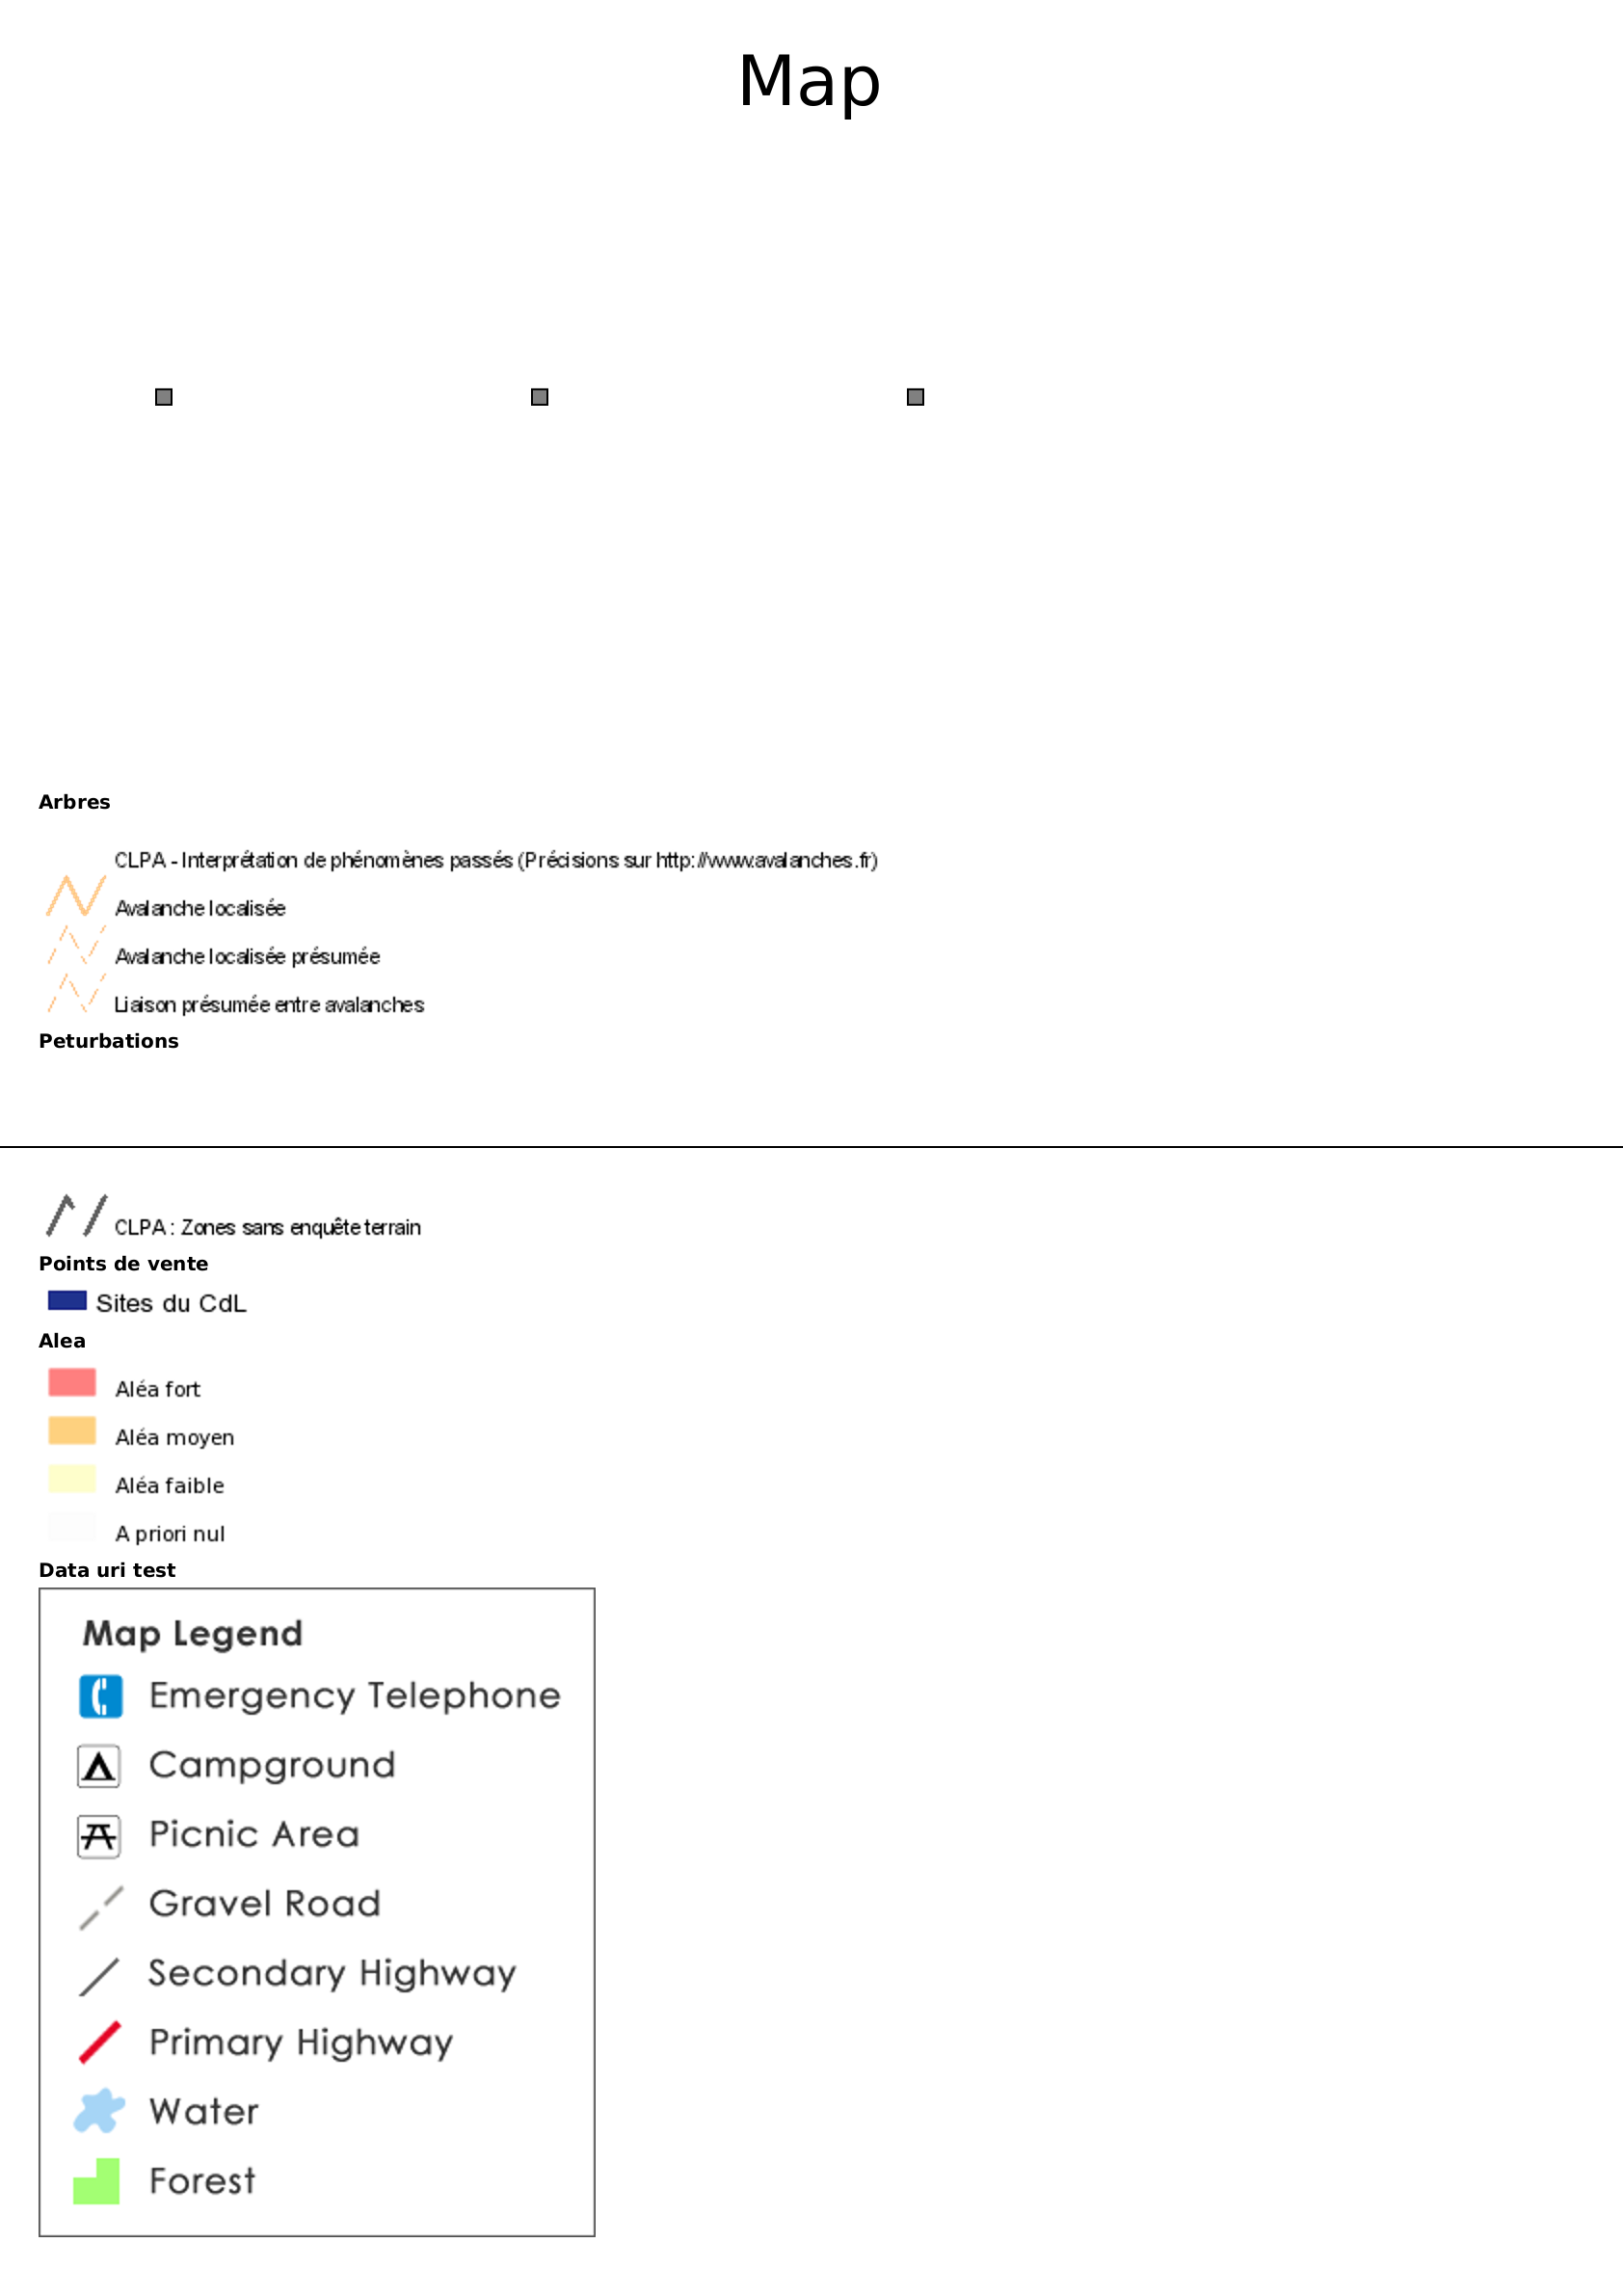 Map
Arbres
CLPA - Interprétation de phénomènes passés (Précisions sur http://www.avalanches.fr)
Avalanche localisée
Avalanche localisée présumée
Liaison présumée entre avalanches
Peturbations
CLPA : Zones sans enquête terrain
Points de vente
Sites du CdL
Alea
Aléa fort
Aléa moyen
Aléa faible
A priori nul
Data uri test
Map Legend
Emergency Telephone
Campground
Picnic Area
Gravel Road
Secondary Highway
Primary Highway
Water
Forest